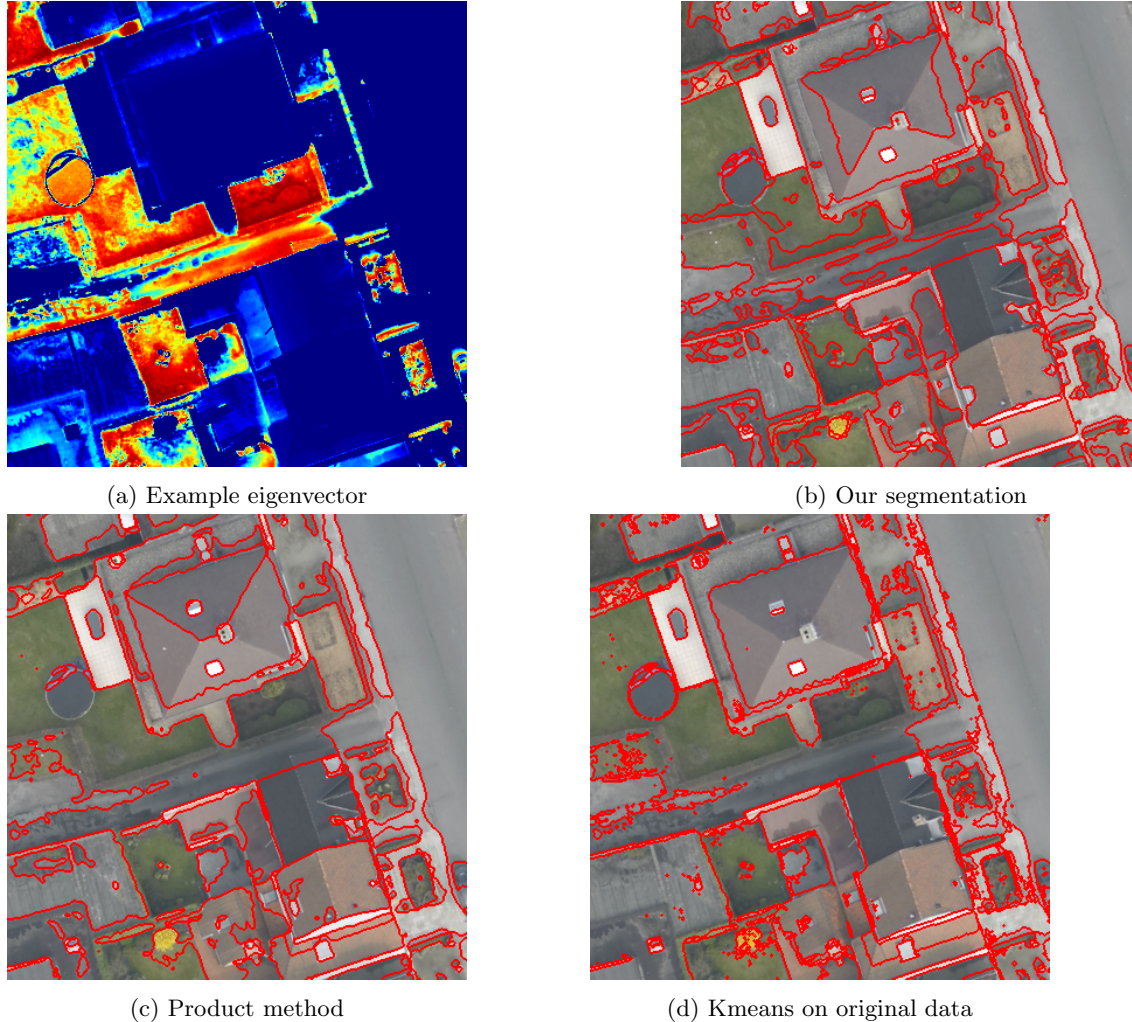 (a) Example eigenvector
(b) Our segmentation
(c) Product method
(d) Kmeans on original data